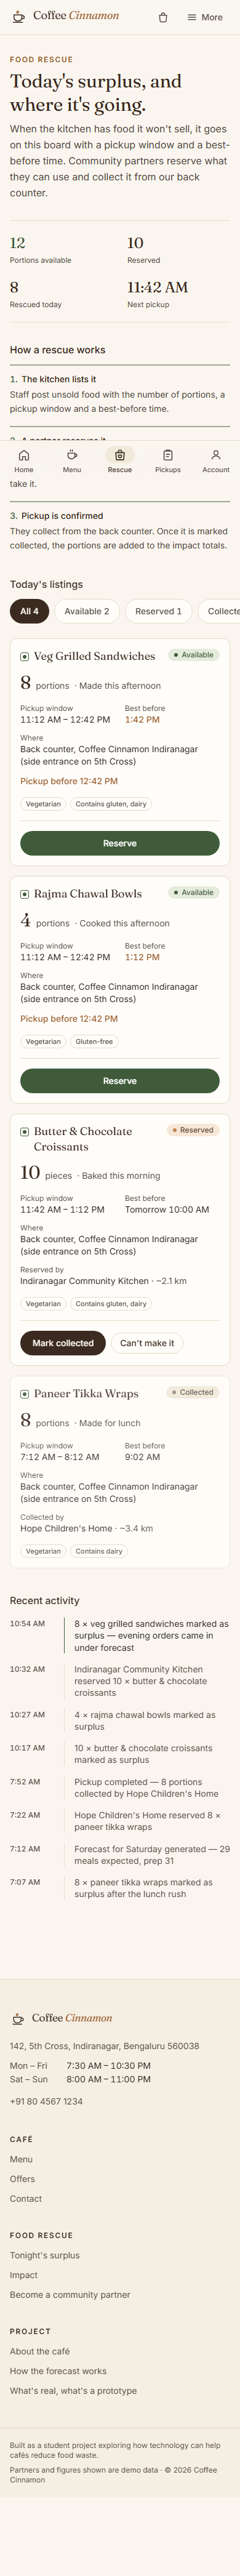 Coffee Cinnamon
More
FOOD RESCUE
Today's surplus, and
where it's going.
When the kitchen has food it won't sell, it goes
on this board with a pickup window and a best-
before time. Community partners reserve what
they can use and collect it from our back
counter.
12
Portions available
10
Reserved
8
Rescued today
11:42 AM
Next pickup
How a rescue works
1. The kitchen lists it
Staff post unsold food with the number of portions, a
pickup window and a best-before time.
Home
Menu
Rescue
Pickups
Account
take it.
3. Pickup is confirmed
They collect from the back counter. Once it is marked
collected, the portions are added to the impact totals.
Today's listings
All 4
Available 2
Reserved 1
Collecte
Veg Grilled Sandwiches
Available
8 portions · Made this afternoon
Pickup window
11:12 AM – 12:42 PM
Best before
1:42 PM
Where
Back counter, Coffee Cinnamon Indiranagar
(side entrance on 5th Cross)
Pickup before 12:42 PM
Vegetarian
Contains gluten, dairy
Reserve
Rajma Chawal Bowls
Available
4 portions · Cooked this afternoon
Pickup window
11:12 AM – 12:42 PM
Best before
1:12 PM
Where
Back counter, Coffee Cinnamon Indiranagar
(side entrance on 5th Cross)
Pickup before 12:42 PM
Vegetarian
Gluten-free
Reserve
Butter & Chocolate
Croissants
Reserved
10 pieces · Baked this morning
Pickup window
11:42 AM – 1:12 PM
Best before
Tomorrow 10:00 AM
Where
Back counter, Coffee Cinnamon Indiranagar
(side entrance on 5th Cross)
Reserved by
Indiranagar Community Kitchen · ~2.1 km
Vegetarian
Contains gluten, dairy
Mark collected
Can't make it
Paneer Tikka Wraps
Collected
8 portions · Made for lunch
Pickup window
7:12 AM – 8:12 AM
Best before
9:02 AM
Where
Back counter, Coffee Cinnamon Indiranagar
(side entrance on 5th Cross)
Collected by
Hope Children's Home · ~3.4 km
Vegetarian
Contains dairy
Recent activity
10:54 AM
8 × veg grilled sandwiches marked as
surplus — evening orders came in
under forecast
10:32 AM
Indiranagar Community Kitchen
reserved 10 × butter & chocolate
croissants
10:27 AM
4 × rajma chawal bowls marked as
surplus
10:17 AM
10 × butter & chocolate croissants
marked as surplus
7:52 AM
Pickup completed — 8 portions
collected by Hope Children's Home
7:22 AM
Hope Children's Home reserved 8 ×
paneer tikka wraps
7:12 AM
Forecast for Saturday generated — 29
meals expected, prep 31
7:07 AM
8 × paneer tikka wraps marked as
surplus after the lunch rush
Coffee Cinnamon
142, 5th Cross, Indiranagar, Bengaluru 560038
Mon – Fri 7:30 AM – 10:30 PM
Sat – Sun 8:00 AM – 11:00 PM
+91 80 4567 1234
CAFÉ
Menu
Offers
Contact
FOOD RESCUE
Tonight's surplus
Impact
Become a community partner
PROJECT
About the café
How the forecast works
What's real, what's a prototype
Built as a student project exploring how technology can help
cafés reduce food waste.
Partners and figures shown are demo data · © 2026 Coffee
Cinnamon